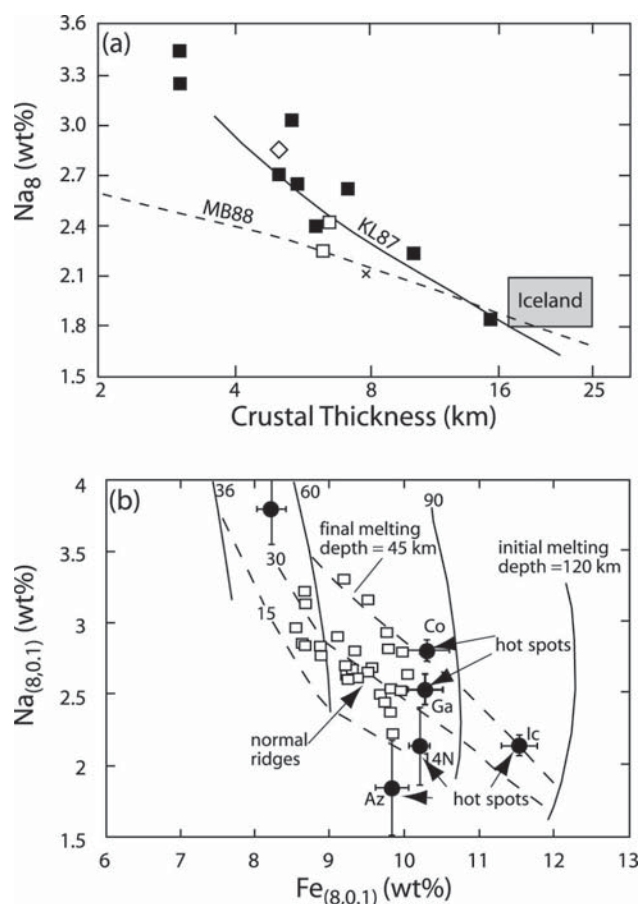 3.6
(a)
3.3
3.0
2.7
2.4
2.1
1.8
1.5
Na8 (wt%)
MB88
KL87
Iceland
2
4
8
16
25
Crustal Thickness (km)
4
(b)
3.5
3
2.5
2
1.5
Na(8,0.1) (wt%)
36
60
90
30
15
final melting
depth = 45 km
initial melting
depth=120 km
Co
hot spots
Ga
normal
ridges
14N
Ic
Az
hot spots
6
7
8
9
10
11
12
13
Fe(8,0.1) (wt%)